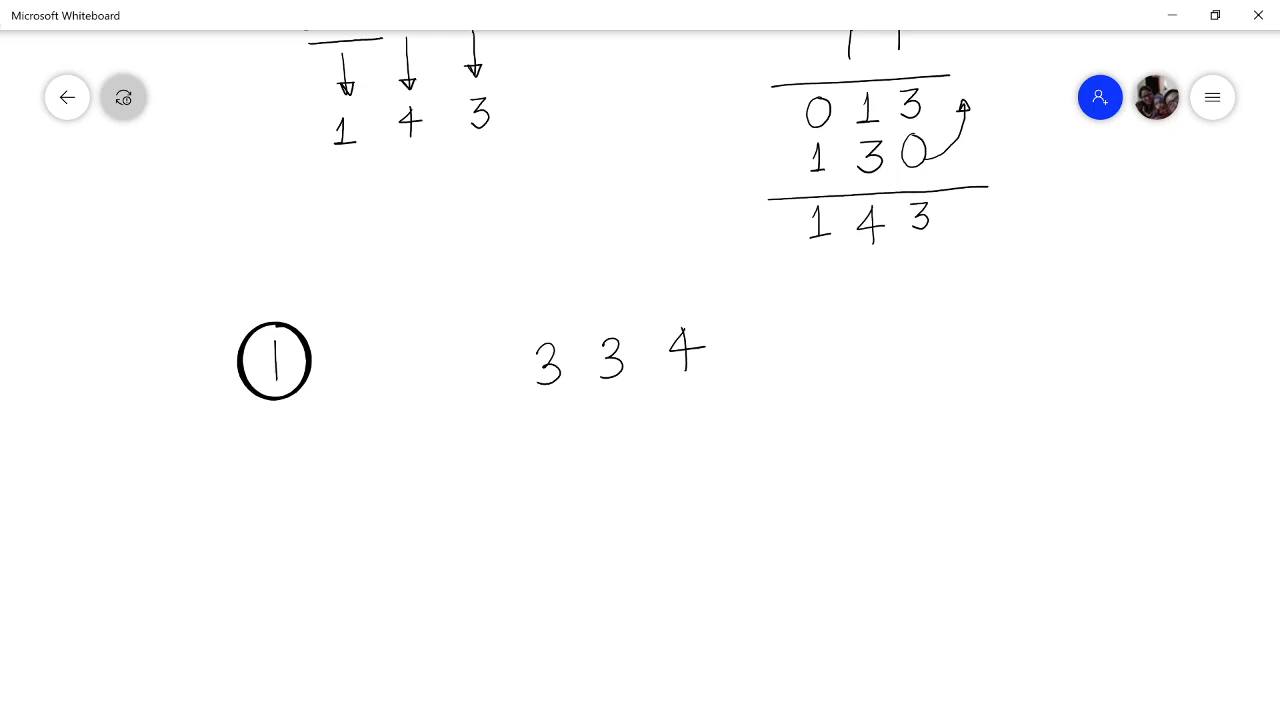 Microsoft Whiteboard
1 4 3
0 1 3
1 3 0
1 4 3
1 3 3 4